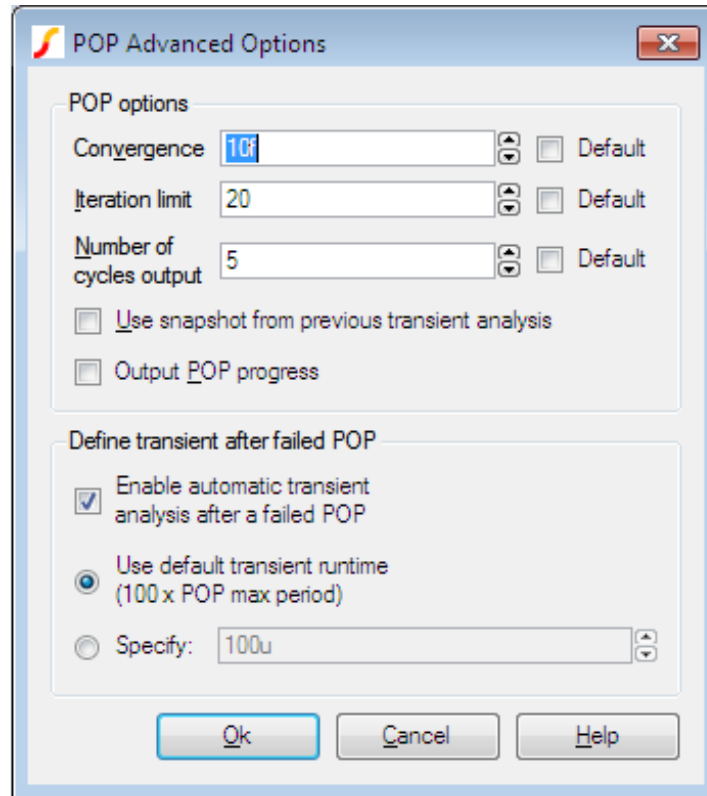 POP Advanced Options
POP options
Convergence 10f Default
Iteration limit 20 Default
Number of
cycles output 5 Default
Use snapshot from previous transient analysis
Output POP progress
Define transient after failed POP
Enable automatic transient
analysis after a failed POP
Use default transient runtime
(100 x POP max period)
Specify: 100u
Ok Cancel Help